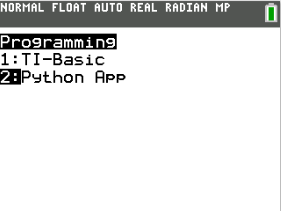 NORMAL FLOAT AUTO REAL RADIAN MP
Programming
1:TI-Basic
2:Python App